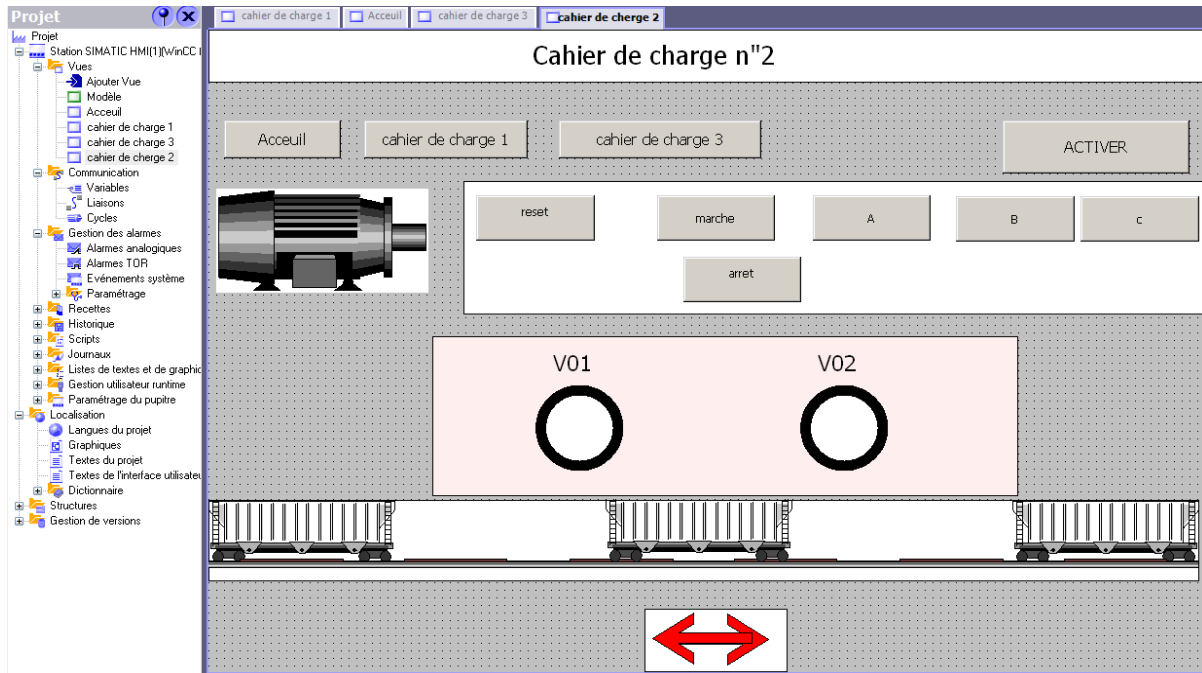 Projet
cahier de charge 1
Acceuil
cahier de charge 3
cahier de cherge 2
Projet
Station SIMATIC HMI(1)(WinCC
Vues
Ajouter Vue
Modèle
Acceuil
cahier de charge 1
cahier de charge 3
cahier de cherge 2
Communication
Variables
Liaisons
Cycles
Gestion des alarmes
Alarmes analogiques
Alarmes TOR
Evénements système
Paramétrage
Recettes
Historique
Scripts
Journaux
Listes de textes et de graphic
Gestion utilisateur runtime
Paramétrage du pupitre
Localisation
Langues du projet
Graphiques
Textes du projet
Textes de l'interface utilisateu
Dictionnaire
Structures
Gestion de versions
Cahier de charge n"2
Acceuil
cahier de charge 1
cahier de charge 3
ACTIVER
reset
marche
A
B
c
arret
V01
V02